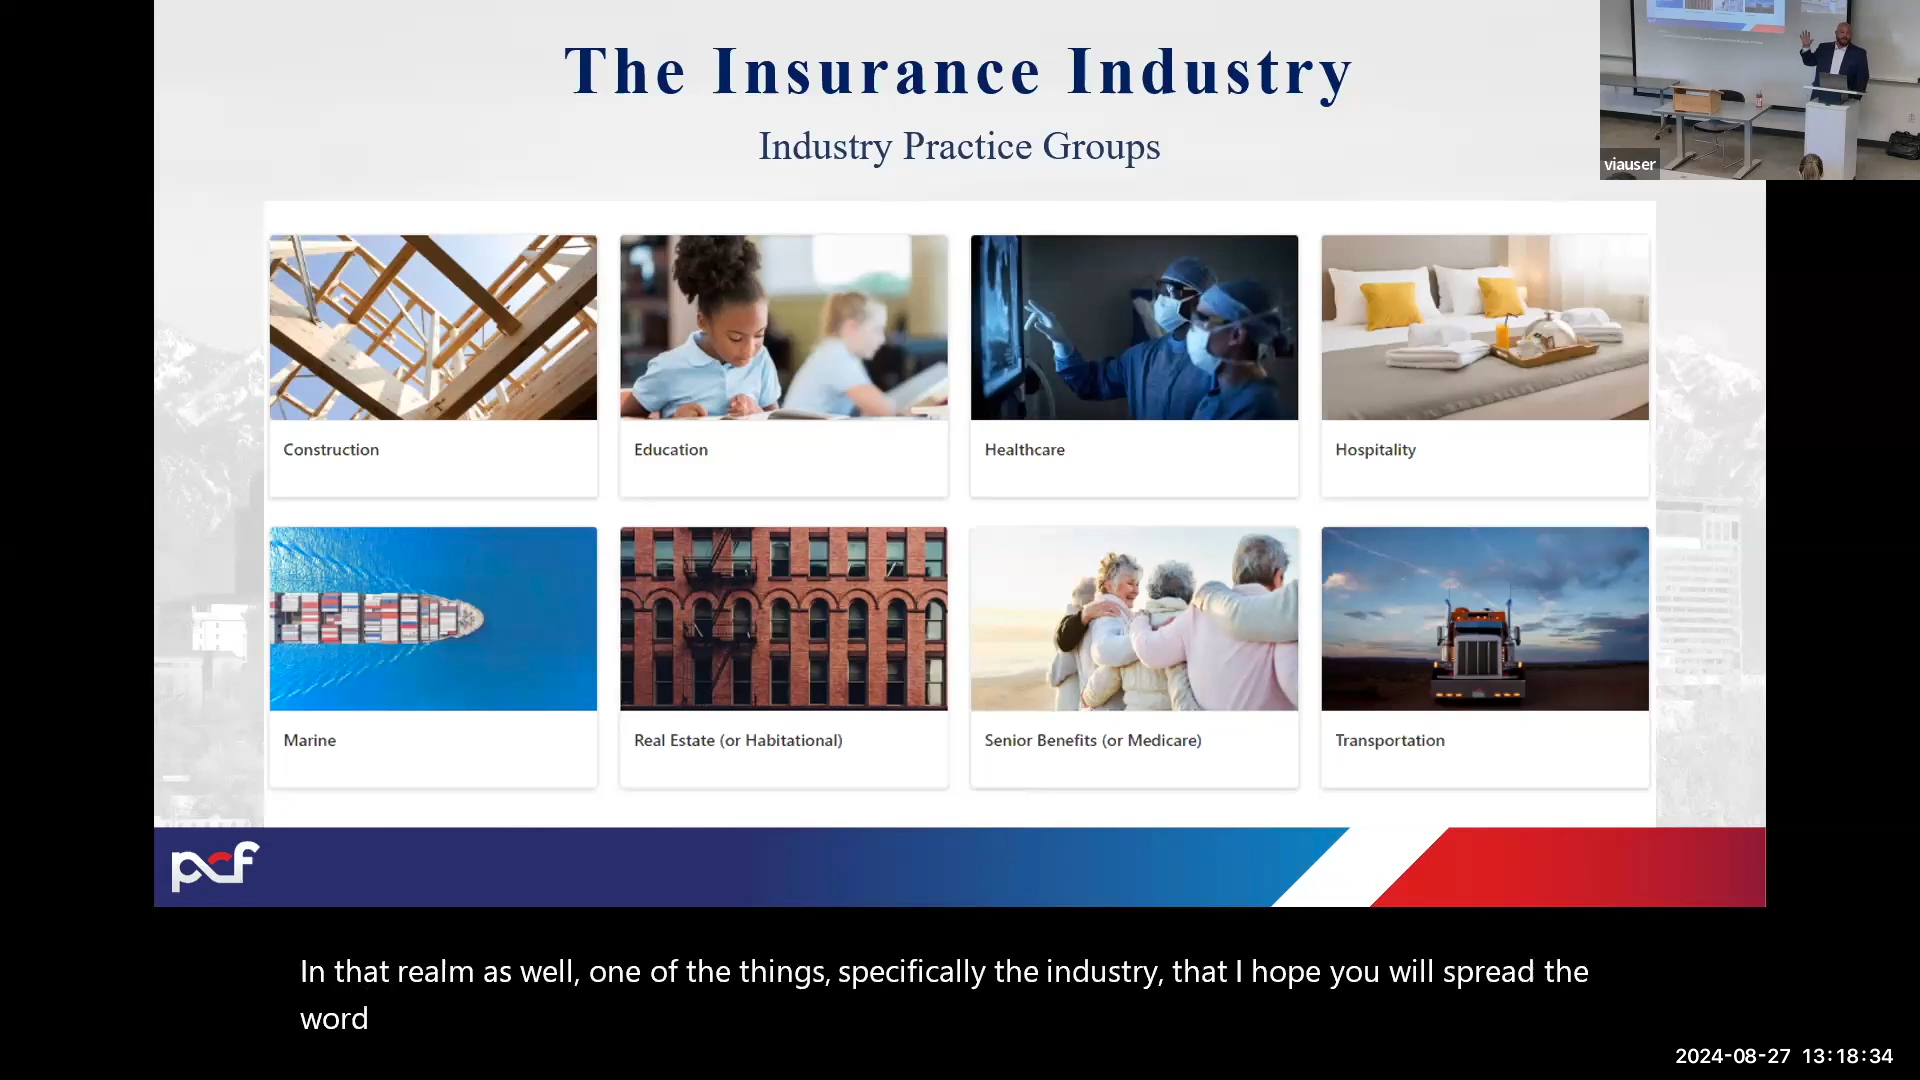 The Insurance Industry
Industry Practice Groups
viauser
Construction
Education
Healthcare
Hospitality
Marine
Real Estate (or Habitational)
Senior Benefits (or Medicare)
Transportation
pcf
In that realm as well, one of the things, specifically the industry, that I hope you will spread the
word
2024-08-27 13:18:34